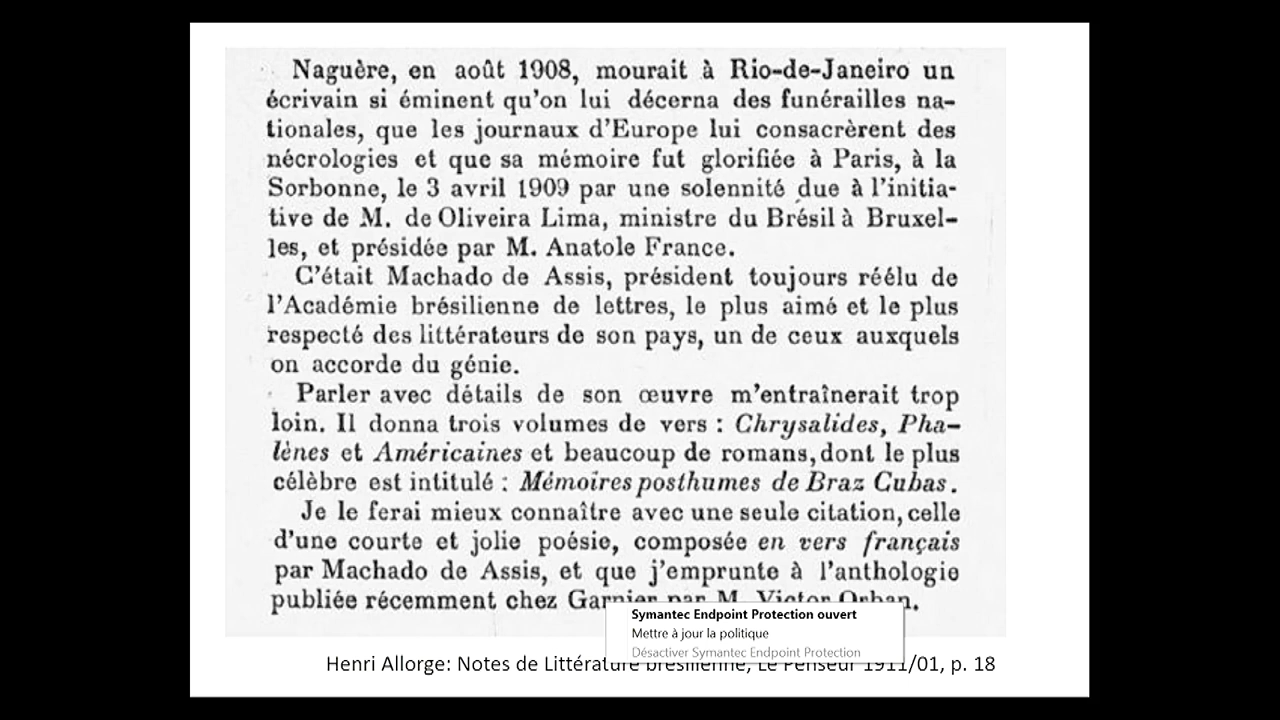 Naguère, en août 1908, mourait à Rio-de-Janeiro un
écrivain si éminent qu'on lui décerna des funérailles na-
tionales, que les journaux d'Europe lui consacrèrent des
nécrologies et que sa mémoire fut glorifiée à Paris, à la
Sorbonne, le 3 avril 1909 par une solennité due à l'initia-
tive de M. de Oliveira Lima, ministre du Brésil à Bruxel-
les, et présidée par M. Anatole France.
C'était Machado de Assis, président toujours réélu de
l'Académie brésilienne de lettres, le plus aimé et le plus
respecté des littérateurs de son pays, un de ceux auxquels
on accorde du génie.
Parler avec détails de son œuvre m'entraînerait trop
loin. Il donna trois volumes de vers : Chrysalides, Pha-
lènes et Américaines et beaucoup de romans, dont le plus
célèbre est intitulé : Mémoires posthumes de Braz Cubas.
Je le ferai mieux connaître avec une seule citation, celle
d'une courte et jolie poésie, composée en vers français
par Machado de Assis, et que j'emprunte à l'anthologie
publiée récemment chez Garnier par M. Victor Orban.
Symantec Endpoint Protection ouvert
Mettre à jour la politique
Désactiver Symantec Endpoint Protection
Henri Allorge: Notes de Littérature brésilienne, Le Penseur 1911/01, p. 18